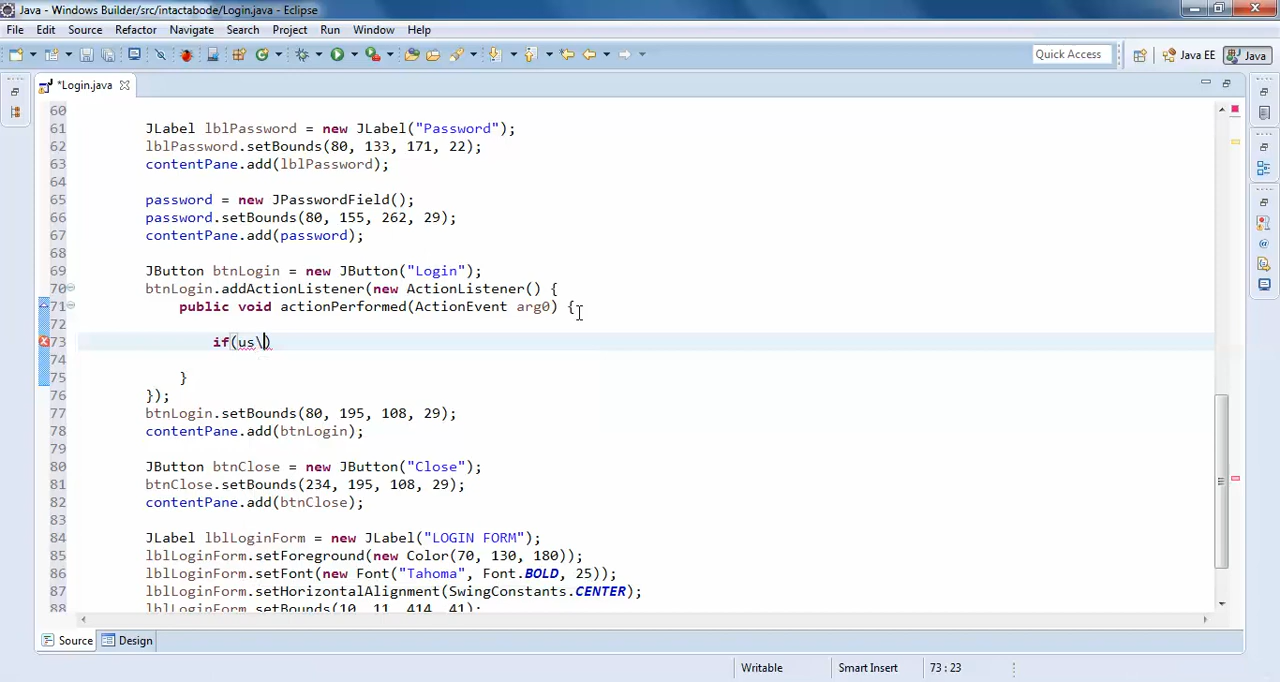 Java - Windows Builder/src/intactabode/Login.java - Eclipse
File Edit Source Refactor Navigate Search Project Run Window Help
Quick Access Java EE Java
*Login.java
60
61 JLabel lblPassword = new JLabel("Password");
62 lblPassword.setBounds(80, 133, 171, 22);
63 contentPane.add(lblPassword);
64
65 password = new JPasswordField();
66 password.setBounds(80, 155, 262, 29);
67 contentPane.add(password);
68
69 JButton btnLogin = new JButton("Login");
70 btnLogin.addActionListener(new ActionListener() {
71 public void actionPerformed(ActionEvent arg0) {
72
73 if(us\)
74
75 }
76 });
77 btnLogin.setBounds(80, 195, 108, 29);
78 contentPane.add(btnLogin);
79
80 JButton btnClose = new JButton("Close");
81 btnClose.setBounds(234, 195, 108, 29);
82 contentPane.add(btnClose);
83
84 JLabel lblLoginForm = new JLabel("LOGIN FORM");
85 lblLoginForm.setForeground(new Color(70, 130, 180));
86 lblLoginForm.setFont(new Font("Tahoma", Font.BOLD, 25));
87 lblLoginForm.setHorizontalAlignment(SwingConstants.CENTER);
88 lblLoginForm.setBounds(10, 11, 414, 41);
Source Design
Writable Smart Insert 73 : 23